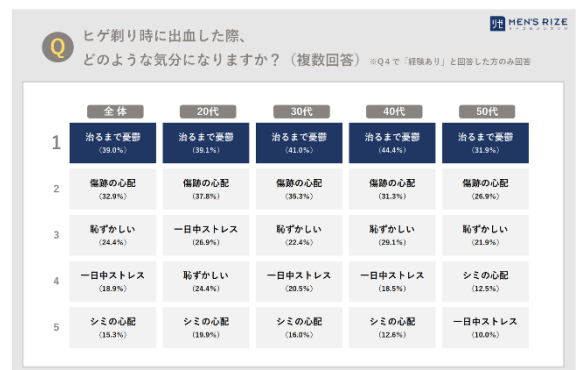 MEN'S RIZE
メンズリゼクリニック
Q
ヒゲ剃り時に出血した際、
どのような気分になりますか？（複数回答） ※Q4で「経験あり」と回答した方のみ回答
全体 20代 30代 40代 50代
1 治るまで憂鬱 治るまで憂鬱 治るまで憂鬱 治るまで憂鬱 治るまで憂鬱
(39.0%) (39.1%) (41.0%) (44.4%) (31.9%)
2 傷跡の心配 傷跡の心配 傷跡の心配 傷跡の心配 傷跡の心配
(32.9%) (37.8%) (35.3%) (31.3%) (26.9%)
3 恥ずかしい 一日中ストレス 恥ずかしい 恥ずかしい 恥ずかしい
(24.4%) (26.9%) (22.4%) (29.1%) (21.9%)
4 一日中ストレス 恥ずかしい 一日中ストレス 一日中ストレス シミの心配
(18.9%) (24.4%) (20.5%) (18.5%) (12.5%)
5 シミの心配 シミの心配 シミの心配 シミの心配 一日中ストレス
(15.3%) (19.9%) (16.0%) (12.6%) (10.0%)